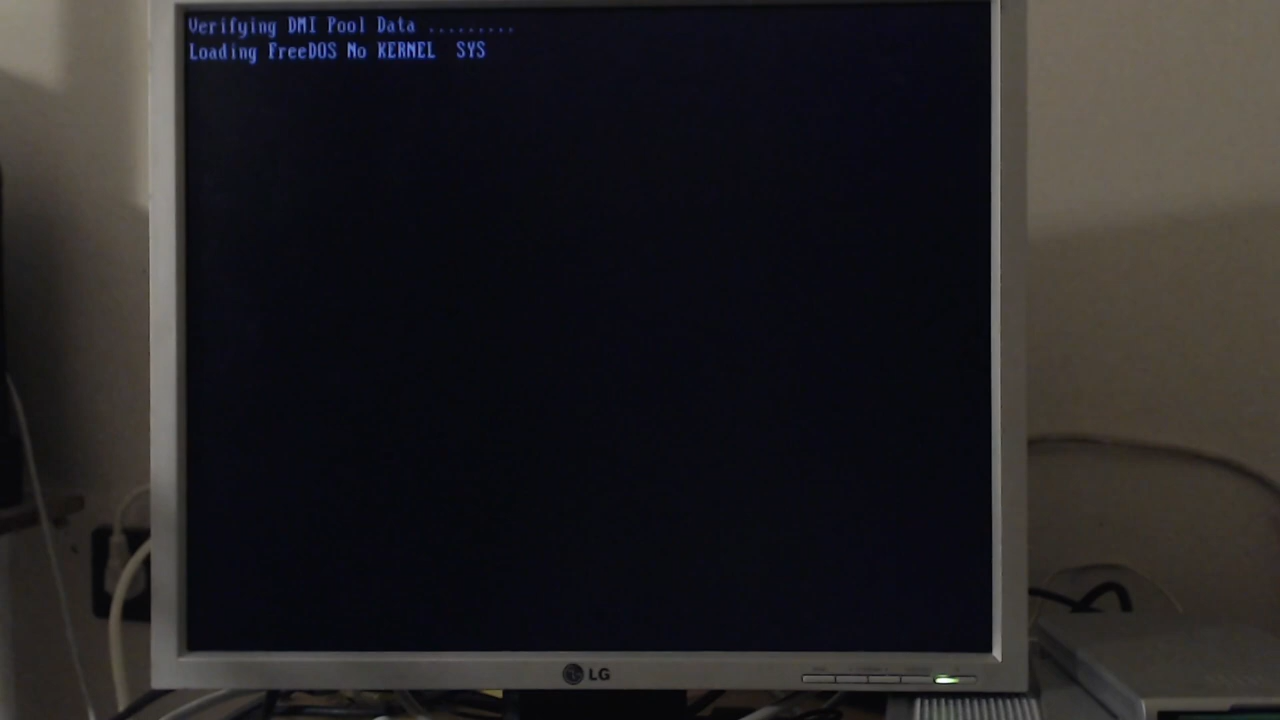 Verifying DMI Pool Data .........
Loading FreeDOS No KERNEL  SYS
LG